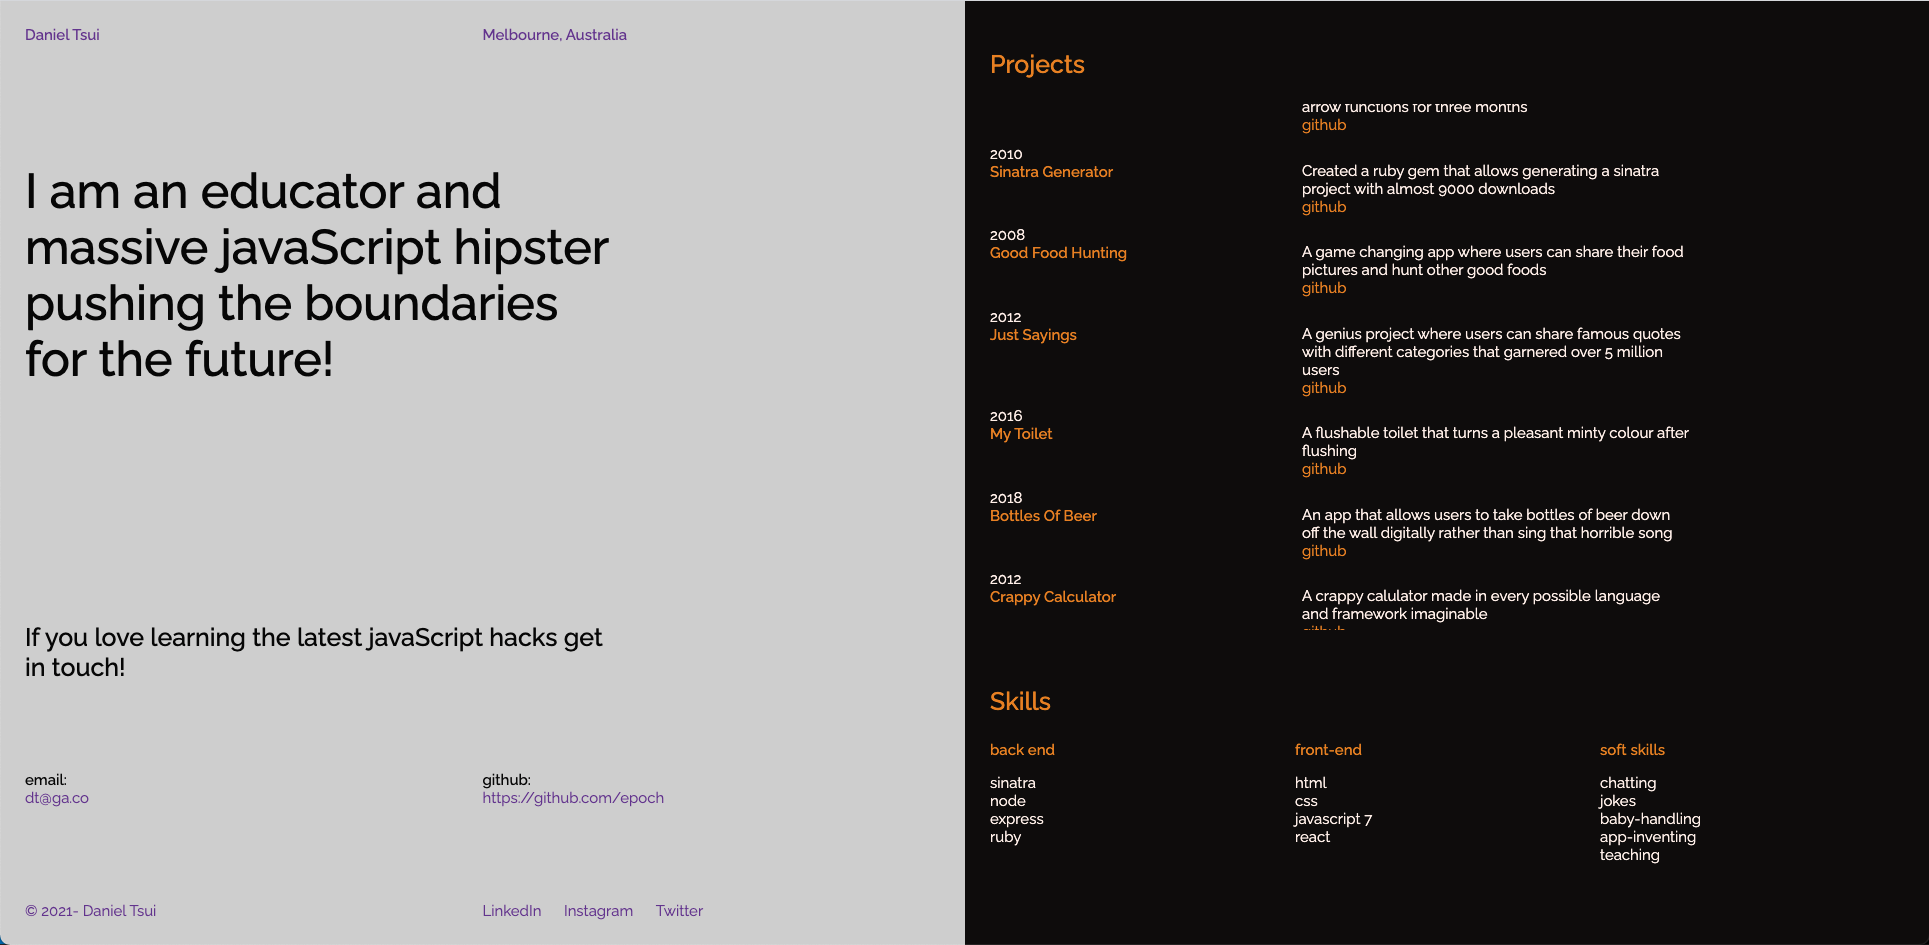 Daniel Tsui
Melbourne, Australia
I am an educator and
massive javaScript hipster
pushing the boundaries
for the future!
If you love learning the latest javaScript hacks get
in touch!
email:
dt@ga.co
github:
https://github.com/epoch
© 2021- Daniel Tsui
LinkedIn Instagram Twitter
Projects
arrow functions for three months
github
2010
Sinatra Generator
Created a ruby gem that allows generating a sinatra
project with almost 9000 downloads
github
2008
Good Food Hunting
A game changing app where users can share their food
pictures and hunt other good foods
github
2012
Just Sayings
A genius project where users can share famous quotes
with different categories that garnered over 5 million
users
github
2016
My Toilet
A flushable toilet that turns a pleasant minty colour after
flushing
github
2018
Bottles Of Beer
An app that allows users to take bottles of beer down
off the wall digitally rather than sing that horrible song
github
2012
Crappy Calculator
A crappy calulator made in every possible language
and framework imaginable
github
Skills
back end
sinatra
node
express
ruby
front-end
html
css
javascript 7
react
soft skills
chatting
jokes
baby-handling
app-inventing
teaching